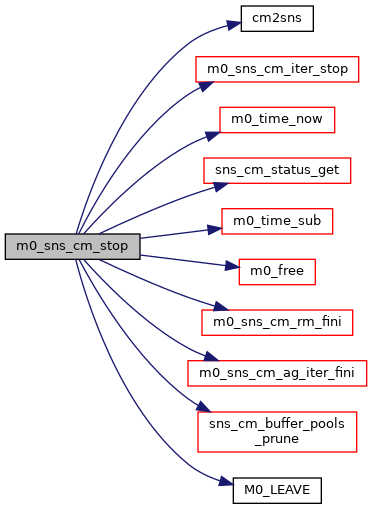 cm2sns
m0_sns_cm_iter_stop
m0_time_now
sns_cm_status_get
m0_sns_cm_stop
m0_time_sub
m0_free
m0_sns_cm_rm_fini
m0_sns_cm_ag_iter_fini
sns_cm_buffer_pools
_prune
M0_LEAVE